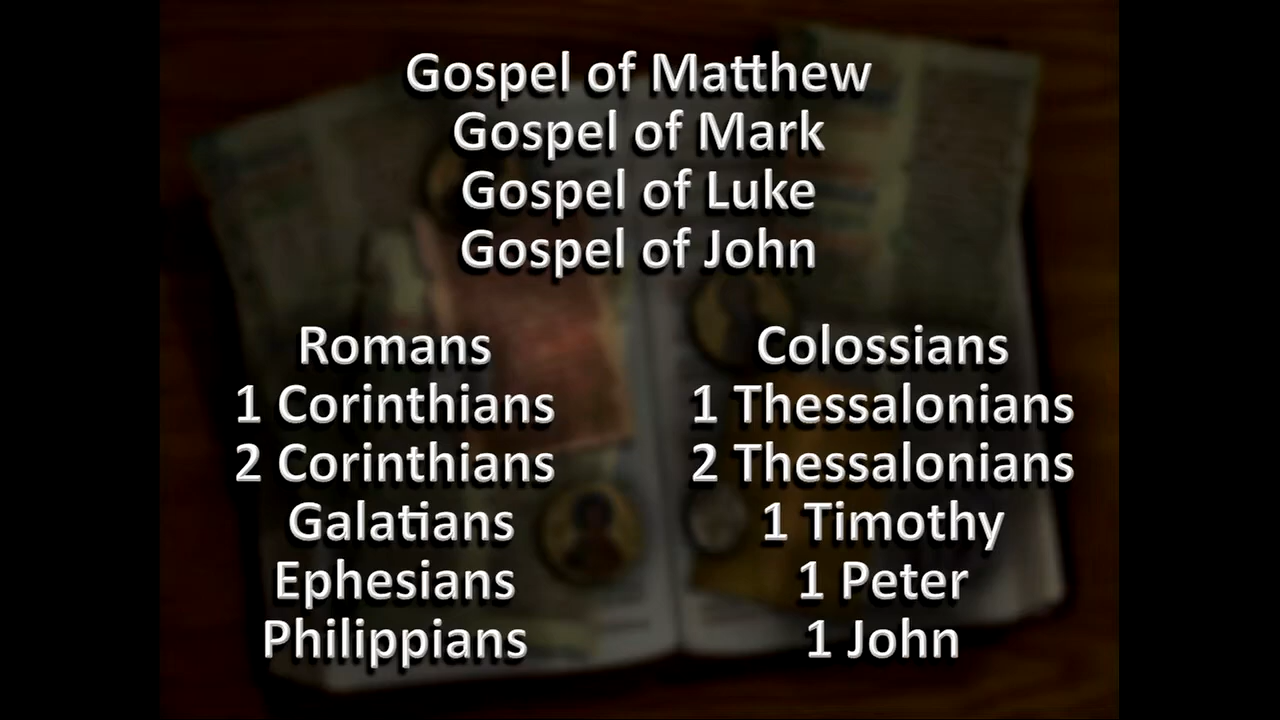 Gospel of Matthew
Gospel of Mark
Gospel of Luke
Gospel of John
Romans
1 Corinthians
2 Corinthians
Galatians
Ephesians
Philippians
Colossians
1 Thessalonians
2 Thessalonians
1 Timothy
1 Peter
1 John